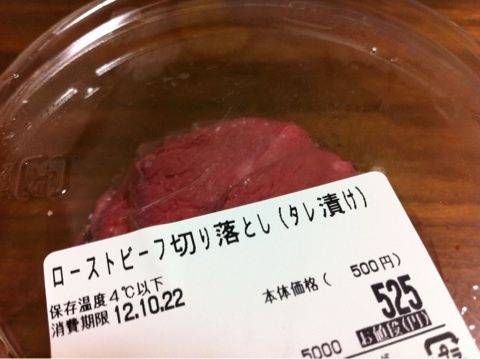 ローストビーフ切り落とし(タレ漬け)
保存温度4℃以下
消費期限 12.10.22
本体価格( 500円)
525
お値段(円)
5000